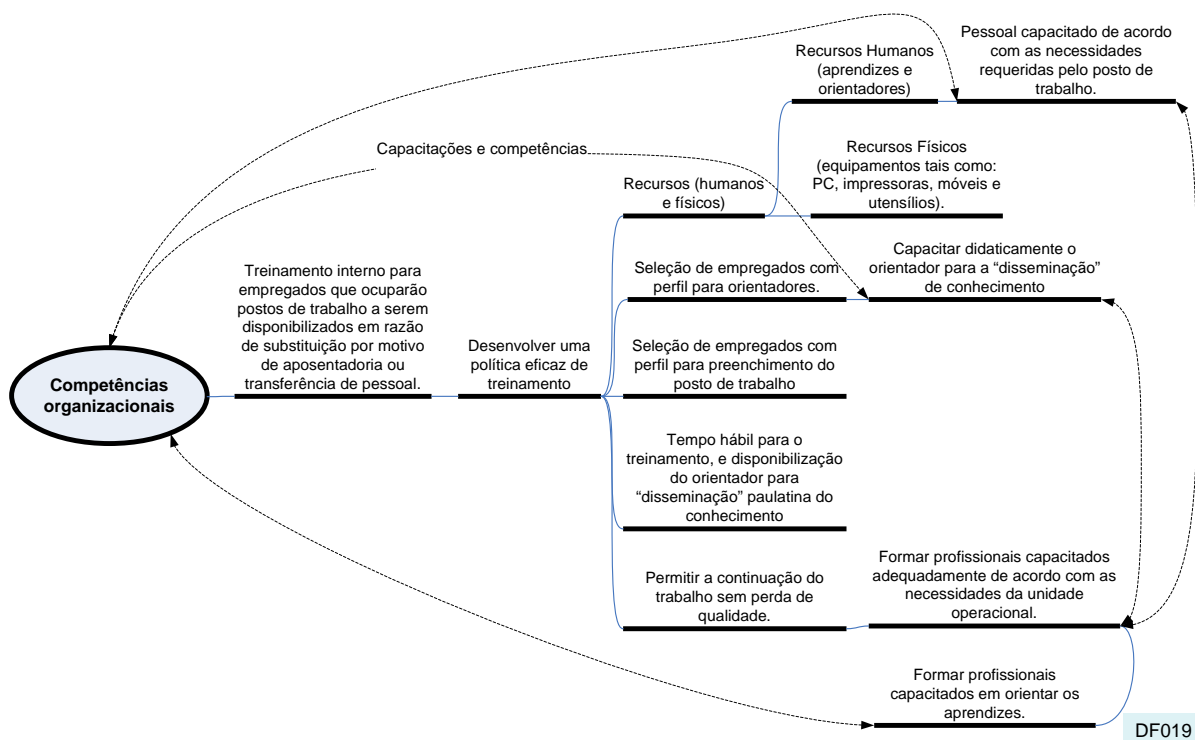 Pessoal capacitado de acordo
com as necessidades
requeridas pelo posto de
trabalho.
Recursos Humanos
(aprendizes e
orientadores)
Capacitações e competências
Recursos Físicos
(equipamentos tais como:
PC, impressoras, móveis e
utensílios).
Recursos (humanos
e físicos)
Capacitar didaticamente o
orientador para a “disseminação”
de conhecimento
Seleção de empregados com
perfil para orientadores.
Treinamento interno para
empregados que ocuparão
postos de trabalho a serem
disponibilizados em razão
de substituição por motivo
de aposentadoria ou
transferência de pessoal.
Desenvolver uma
política eficaz de
treinamento
Seleção de empregados com
perfil para preenchimento do
posto de trabalho
Competências
organizacionais
Tempo hábil para o
treinamento, e disponibilização
do orientador para
“disseminação” paulatina do
conhecimento
Permitir a continuação do
trabalho sem perda de
qualidade.
Formar profissionais capacitados
adequadamente de acordo com as
necessidades da unidade
operacional.
Formar profissionais
capacitados em orientar os
aprendizes.
DF019